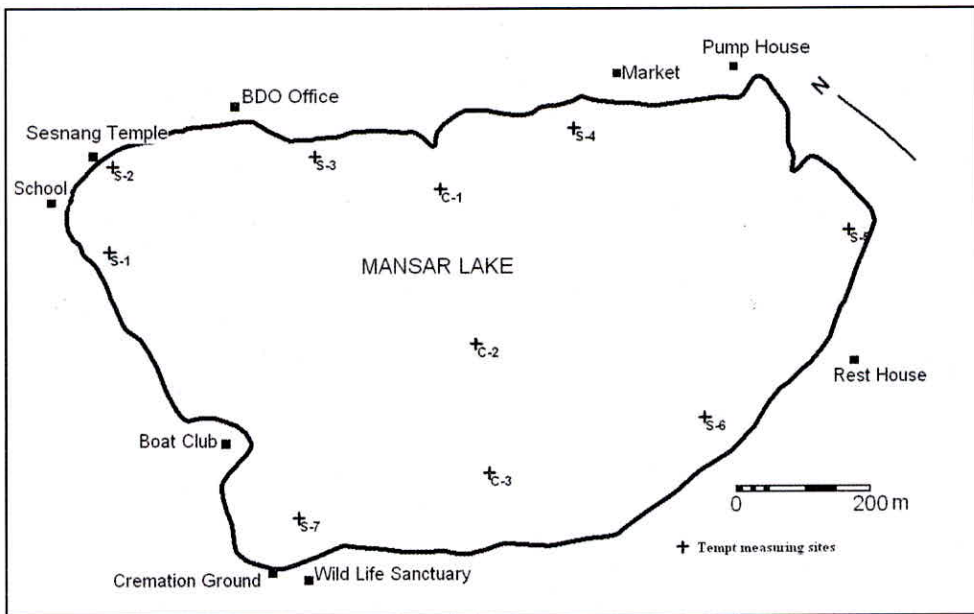 Pump House
Market
N
BDO Office
Sesnang Temple
S-4
S-3
S-2
School
C-1
S-5
S-1
MANSAR LAKE
C-2
Rest House
S-6
Boat Club
C-3
0 200 m
S-7
+ Tempt measuring sites
Cremation Ground
Wild Life Sanctuary